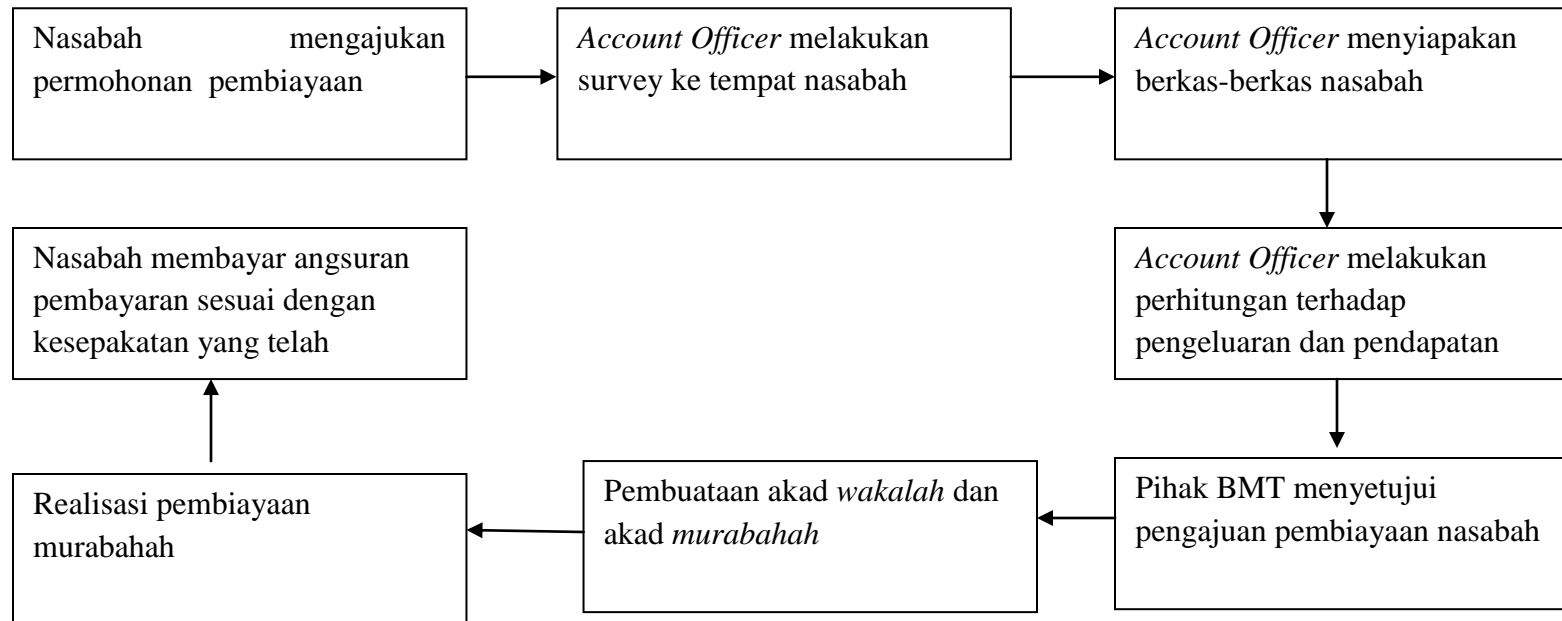 Nasabah mengajukan
permohonan pembiayaan
Account Officer melakukan
survey ke tempat nasabah
Account Officer menyiapakan
berkas-berkas nasabah
Account Officer melakukan
perhitungan terhadap
pengeluaran dan pendapatan
Pihak BMT menyetujui
pengajuan pembiayaan nasabah
Pembuataan akad wakalah dan
akad murabahah
Realisasi pembiayaan
murabahah
Nasabah membayar angsuran
pembayaran sesuai dengan
kesepakatan yang telah